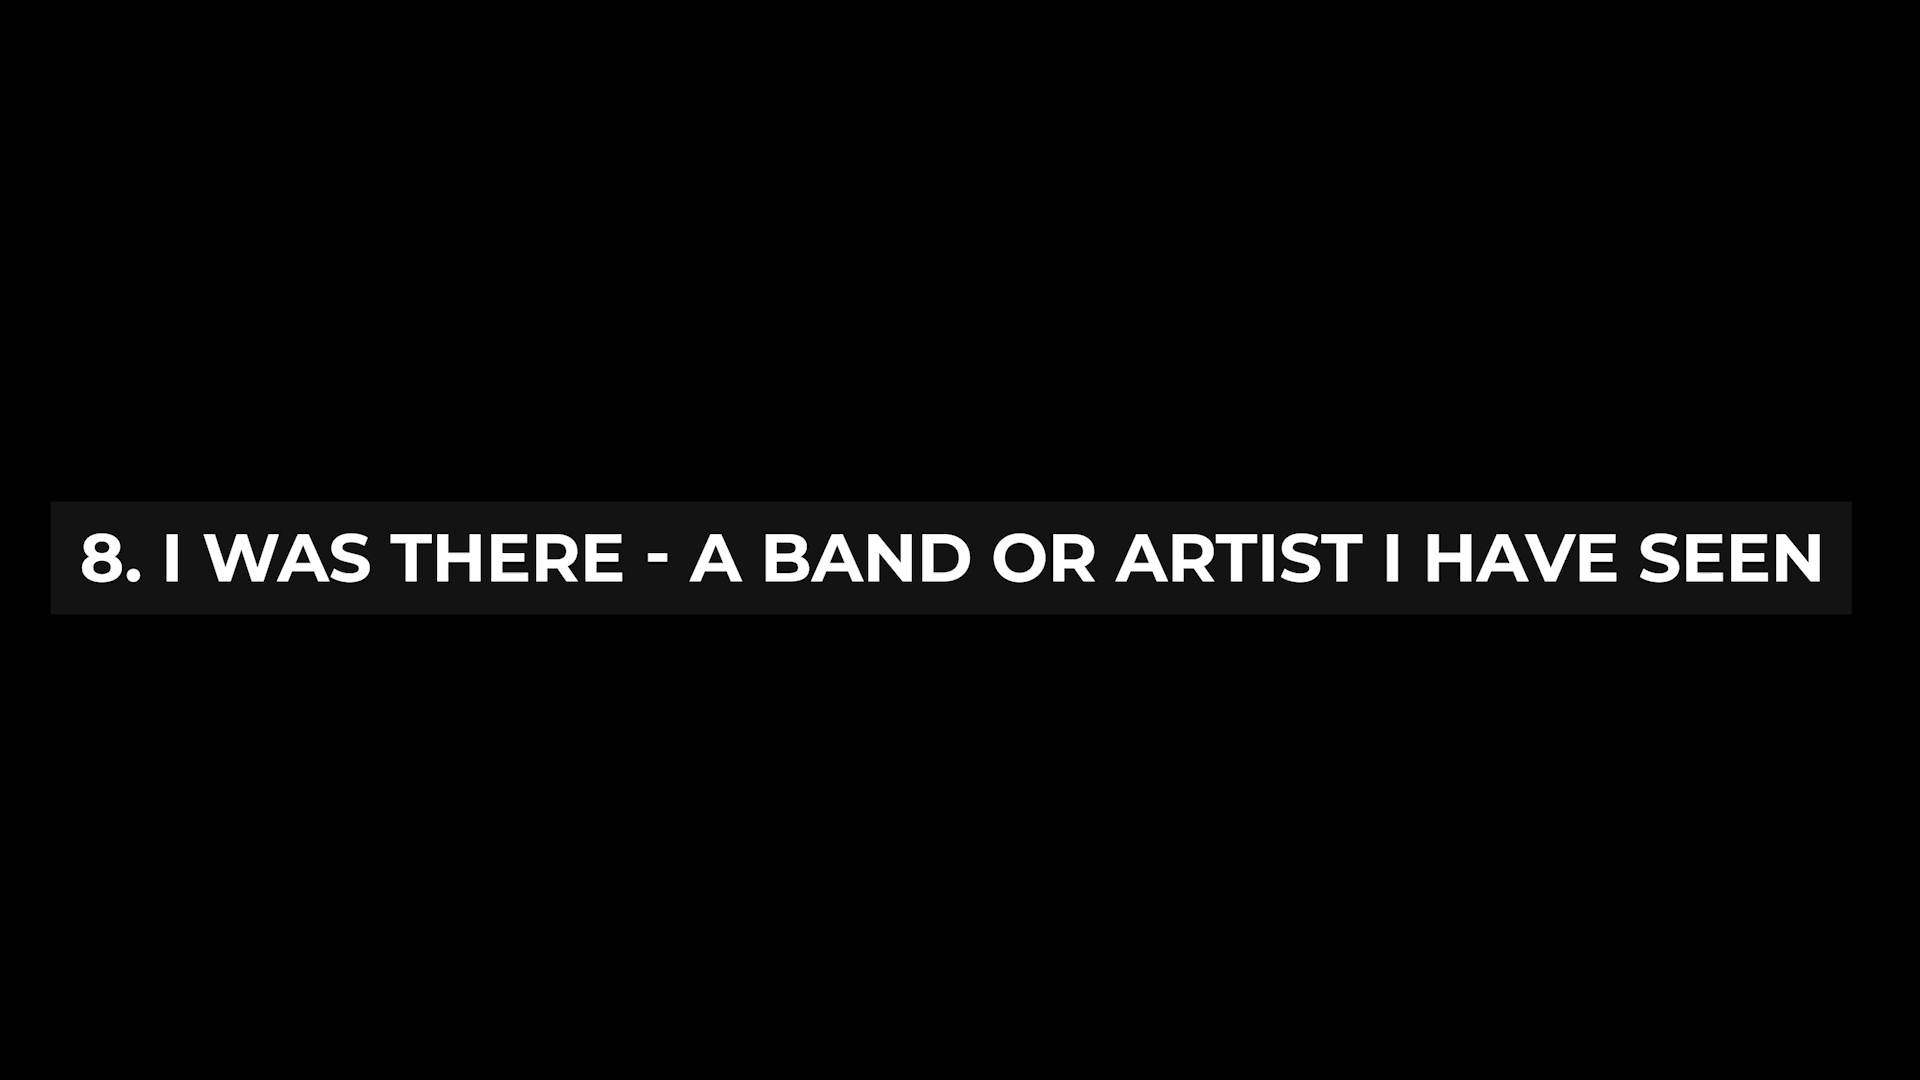 8. I WAS THERE - A BAND OR ARTIST I HAVE SEEN